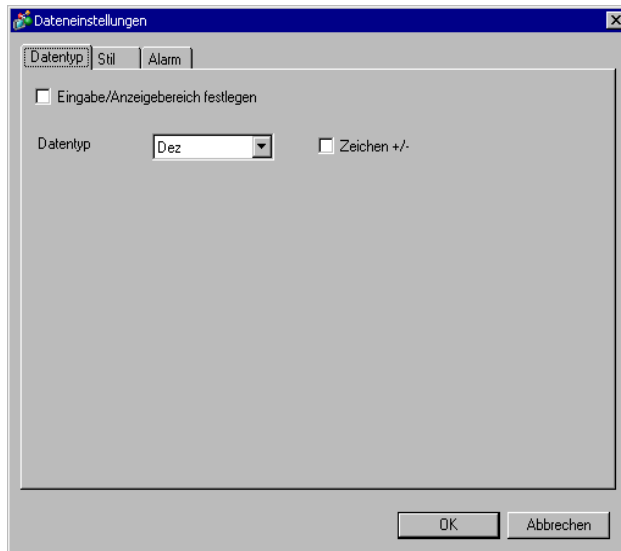 Dateneinstellungen
Datentyp Stil Alarm
Eingabe/Anzeigebereich festlegen
Datentyp Dez Zeichen +/-
OK Abbrechen